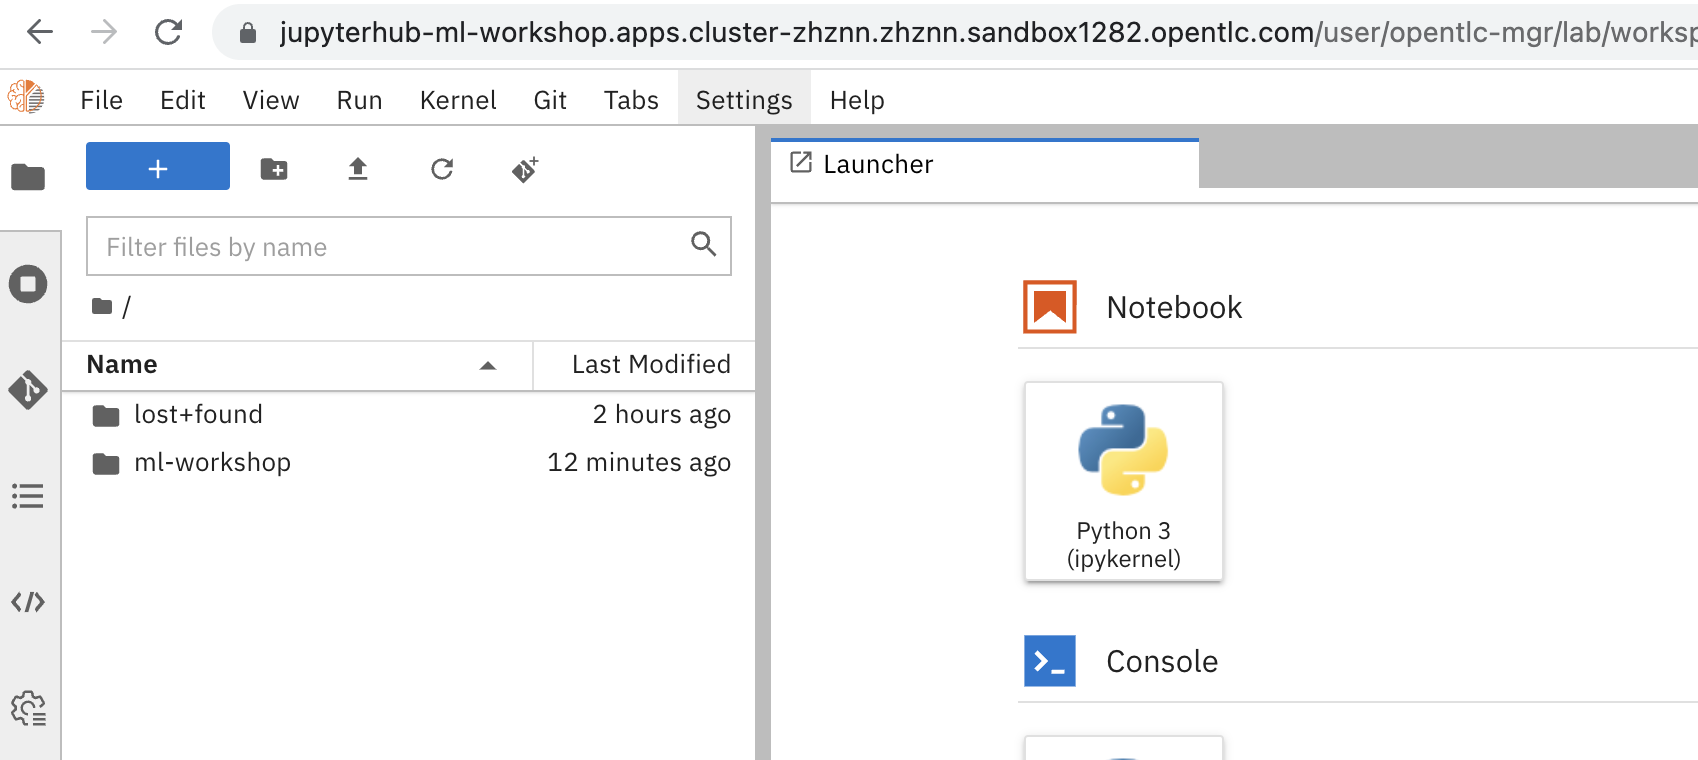 jupyterhub-ml-workshop.apps.cluster-zhznn.zhznn.sandbox1282.opentlc.com/user/opentlc-mgr/lab/worksp
File Edit View Run Kernel Git Tabs Settings Help
+
Launcher
Filter files by name
/
Name Last Modified
lost+found 2 hours ago
ml-workshop 12 minutes ago
Notebook
Python 3
(ipykernel)
Console